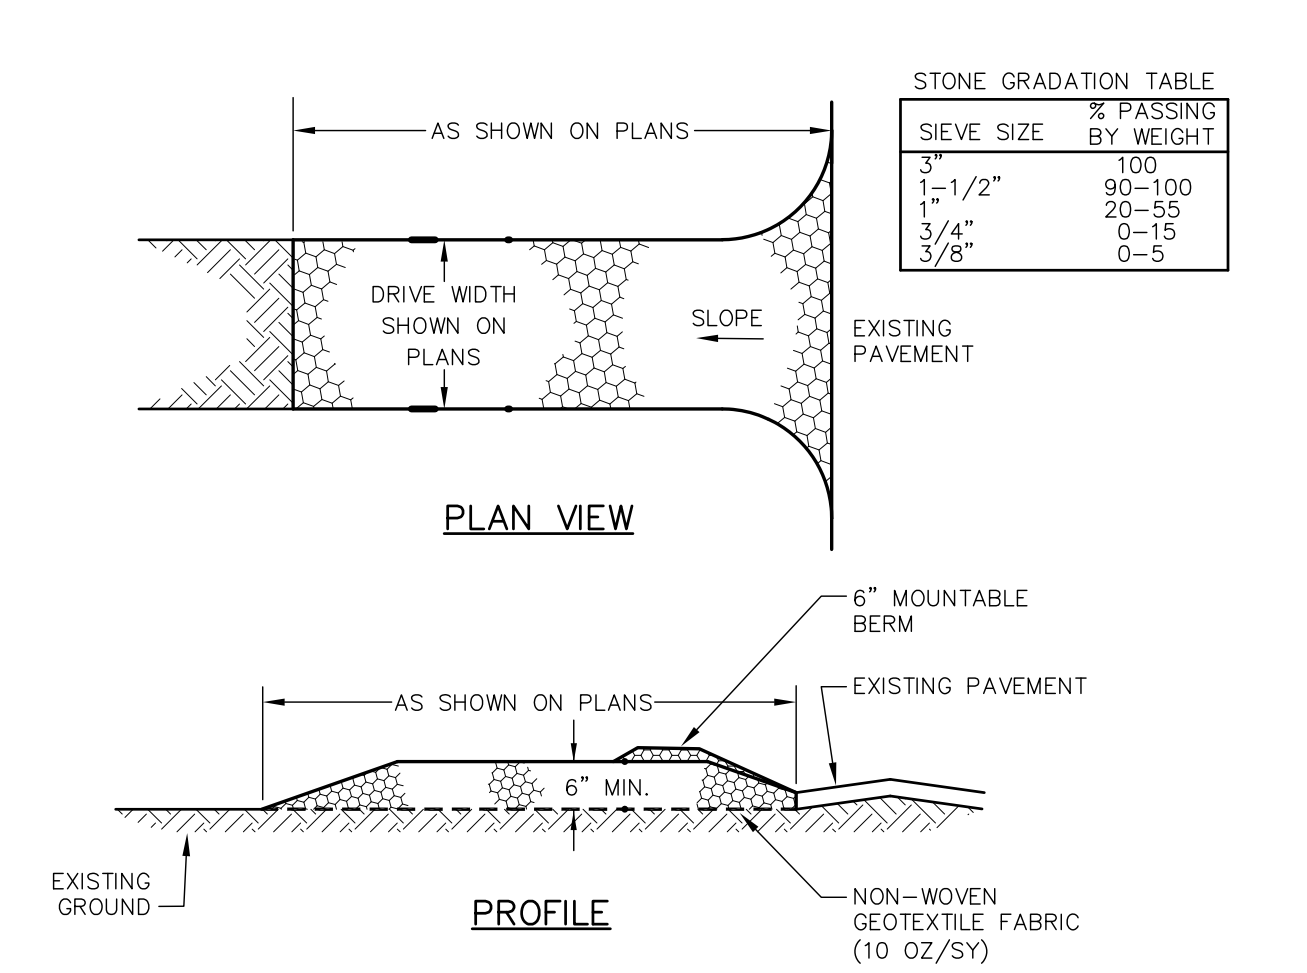 STONE GRADATION TABLE
SIEVE SIZE
% PASSING
BY WEIGHT
3” 100
1-1/2” 90-100
1” 20-55
3/4” 0-15
3/8” 0-5
AS SHOWN ON PLANS
DRIVE WIDTH
SHOWN ON
PLANS
SLOPE
EXISTING
PAVEMENT
PLAN VIEW
6” MOUNTABLE
BERM
EXISTING PAVEMENT
AS SHOWN ON PLANS
6” MIN.
EXISTING
GROUND
NON-WOVEN
GEOTEXTILE FABRIC
(10 OZ/SY)
PROFILE